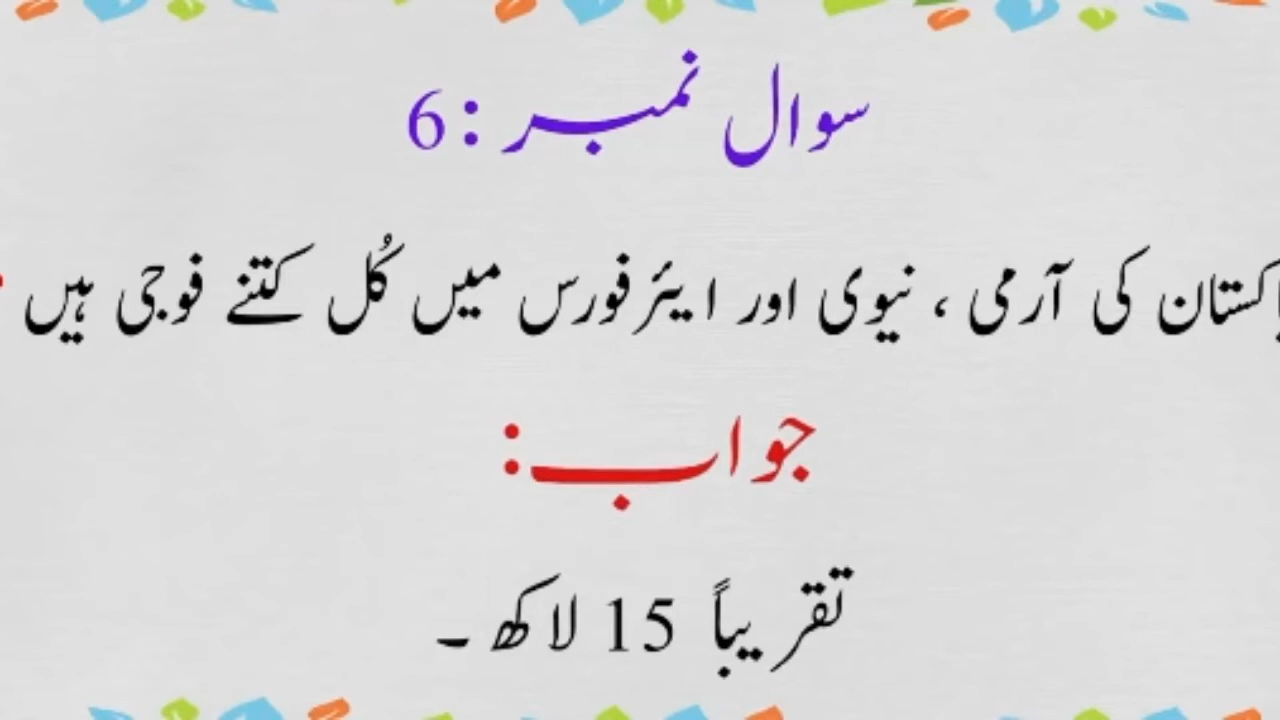 سوال نمبر : 6
پاکستان کی آرمی ، نیوی اور ایئرفورس میں کُل کتنے فوجی ہیں
جواب :
تقریباً 15 لاکھ ۔